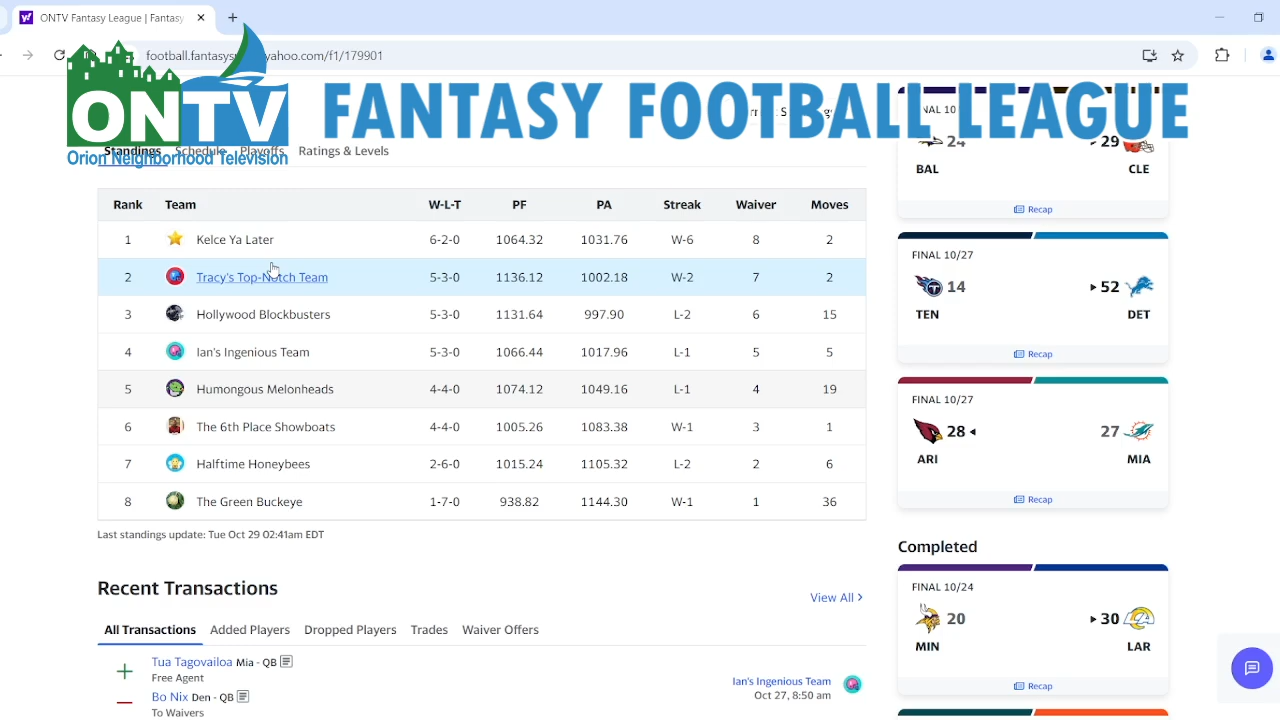 ONTV Fantasy League | Fantasy
yahoo.com/f1/179901
ONTV
Orion Neighborhood Television
FANTASY FOOTBALL LEAGUE
Standings Schedule Playoffs Ratings & Levels
Rank Team W-L-T PF PA Streak Waiver Moves
1 Kelce Ya Later 6-2-0 1064.32 1031.76 W-6 8 2
2 Tracy's Top-Notch Team 5-3-0 1136.12 1002.18 W-2 7 2
3 Hollywood Blockbusters 5-3-0 1131.64 997.90 L-2 6 15
4 Ian's Ingenious Team 5-3-0 1066.44 1017.96 L-1 5 5
5 Humongous Melonheads 4-4-0 1074.12 1049.16 L-1 4 19
6 The 6th Place Showboats 4-4-0 1005.26 1083.38 W-1 3 1
7 Halftime Honeybees 2-6-0 1015.24 1105.32 L-2 2 6
8 The Green Buckeye 1-7-0 938.82 1144.30 W-1 1 36
Last standings update: Tue Oct 29 02:41am EDT
Recent Transactions
View All
All Transactions Added Players Dropped Players Trades Waiver Offers
Tua Tagovailoa Mia - QB
Free Agent
Bo Nix Den - QB
To Waivers
Ian's Ingenious Team
Oct 27, 8:50 am
24 29
BAL CLE
Recap
FINAL 10/27
14 52
TEN DET
Recap
FINAL 10/27
28 27
ARI MIA
Recap
Completed
FINAL 10/24
20 30
MIN LAR
Recap